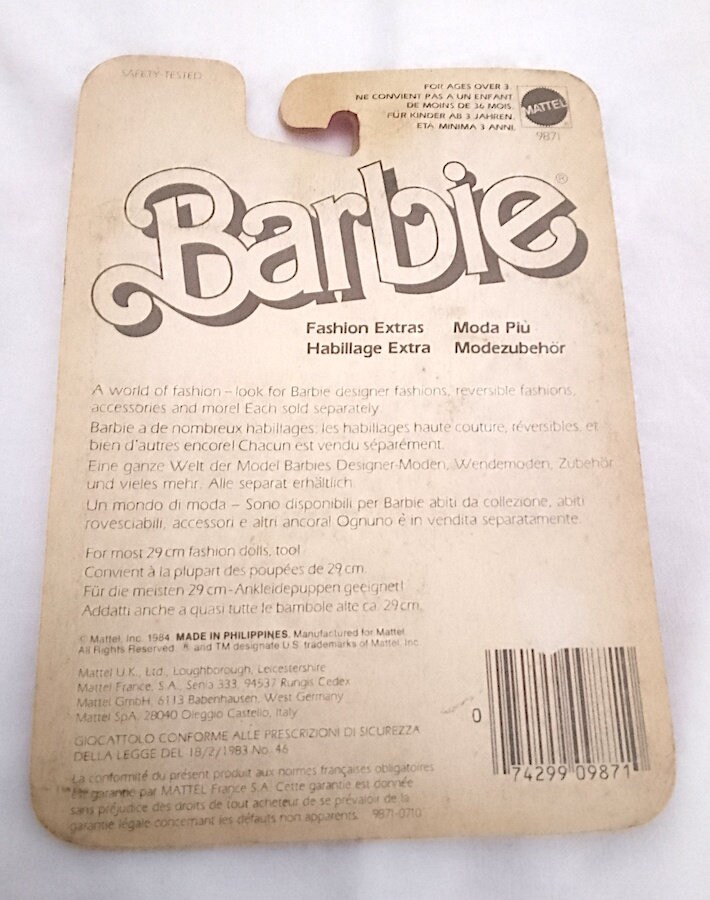 SAFETY-TESTED
FOR AGES OVER 3.
NE CONVIENT PAS A UN ENFANT
DE MOINS DE 36 MOIS.
FÜR KINDER AB 3 JAHREN.
ETÀ MINIMA 3 ANNI.
MATTEL
9871
Barbie®
Fashion Extras Moda Più
Habillage Extra Modezubehör
A world of fashion – look for Barbie designer fashions, reversible fashions,
accessories and more! Each sold separately.
Barbie a de nombreux habillages: les habillages haute couture, réversibles, et
bien d'autres encore! Chacun est vendu séparément.
Eine ganze Welt der Mode! Barbies Designer-Moden, Wendemoden, Zubehör
und vieles mehr. Alle separat erhältlich.
Un mondo di moda – Sono disponibili per Barbie abiti da collezione, abiti
rovesciabili, accessori e altri ancora! Ognuno è in vendita separatamente.
For most 29 cm fashion dolls, too!
Convient à la plupart des poupées de 29 cm.
Für die meisten 29 cm-Ankleidepuppen geeignet!
Addatti anche a quasi tutte le bambole alte ca. 29 cm.
© Mattel, Inc. 1984. MADE IN PHILIPPINES. Manufactured for Mattel.
All Rights Reserved. ® and TM designate U.S. trademarks of Mattel, Inc.
Mattel U.K., Ltd., Loughborough, Leicestershire
Mattel France, S.A., Senia 333, 94537 Rungis Cedex
Mattel GmbH, 6113 Babenhausen, West Germany
Mattel SpA, 28040 Oleggio Castello, Italy
GIOCATTOLO CONFORME ALLE PRESCRIZIONI DI SICUREZZA
DELLA LEGGE DEL 18/2/1983 No. 46
La conformité du présent produit aux normes françaises obligatoires
est garantie par MATTEL France S.A. Cette garantie est donnée
sans préjudice des droits de tout acheteur de se prévaloir de la
garantie légale concernant les défauts non apparents. 9871-0710
0 74299 09871